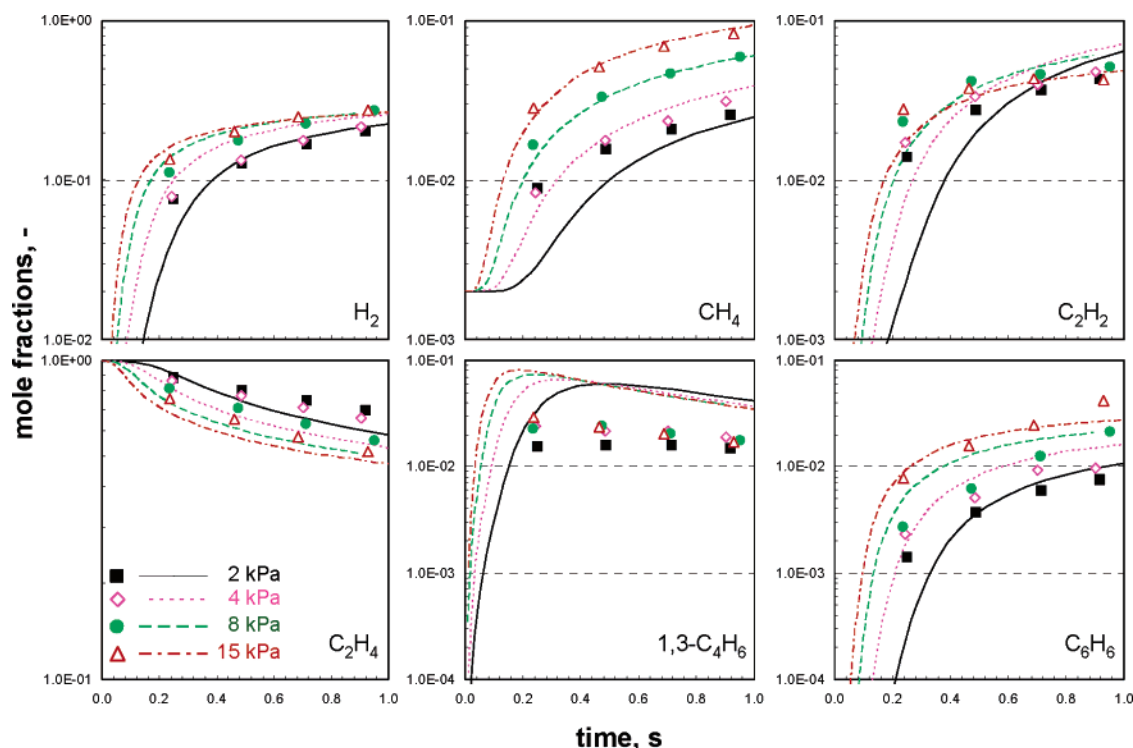 mole fractions, -
1.0E+00
1.0E-01
1.0E-02
H2
1.0E-01
1.0E-02
1.0E-03
CH4
1.0E-01
1.0E-02
1.0E-03
C2H2
1.0E+00
1.0E-01
2 kPa
4 kPa
8 kPa
15 kPa
C2H4
0.0 0.2 0.4 0.6 0.8 1.0
1.0E-01
1.0E-02
1.0E-03
1.0E-04
1,3-C4H6
0.0 0.2 0.4 0.6 0.8 1.0
1.0E-01
1.0E-02
1.0E-03
1.0E-04
C6H6
0.0 0.2 0.4 0.6 0.8 1.0
time, s